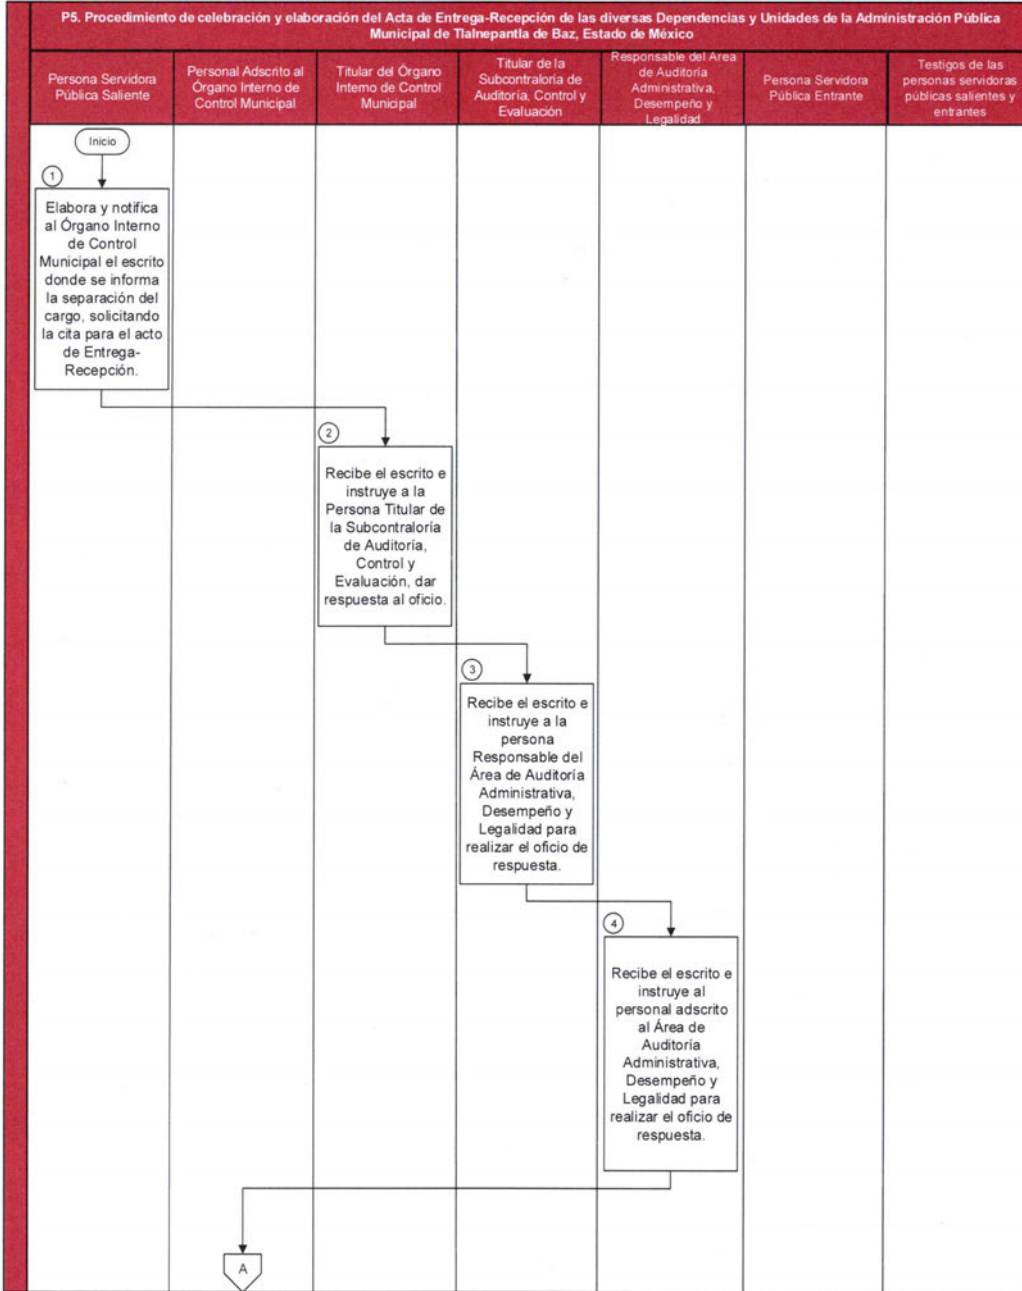 P5. Procedimiento de celebración y elaboración del Acta de Entrega-Recepción de las diversas Dependencias y Unidades de la Administración Pública
Municipal de Tlalnepantla de Baz, Estado de México
Persona Servidora
Pública Saliente
Personal Adscrito al
Órgano Interno de
Control Municipal
Titular del Órgano
Interno de Control
Municipal
Titular de la
Subcontraloría de
Auditoría, Control y
Evaluación
Responsable del Área
de Auditoría
Administrativa,
Desempeño y
Legalidad
Persona Servidora
Pública Entrante
Testigos de las
personas servidoras
públicas salientes y
entrantes
Inicio
1
Elabora y notifica
al Órgano Interno
de Control
Municipal el escrito
donde se informa
la separación del
cargo, solicitando
la cita para el acto
de Entrega-
Recepción.
2
Recibe el escrito e
instruye a la
Persona Titular de
la Subcontraloría
de Auditoría,
Control y
Evaluación, dar
respuesta al oficio.
3
Recibe el escrito e
instruye a la
persona
Responsable del
Área de Auditoría
Administrativa,
Desempeño y
Legalidad para
realizar el oficio de
respuesta.
4
Recibe el escrito e
instruye al
personal adscrito
al Área de
Auditoría
Administrativa,
Desempeño y
Legalidad para
realizar el oficio de
respuesta.
A